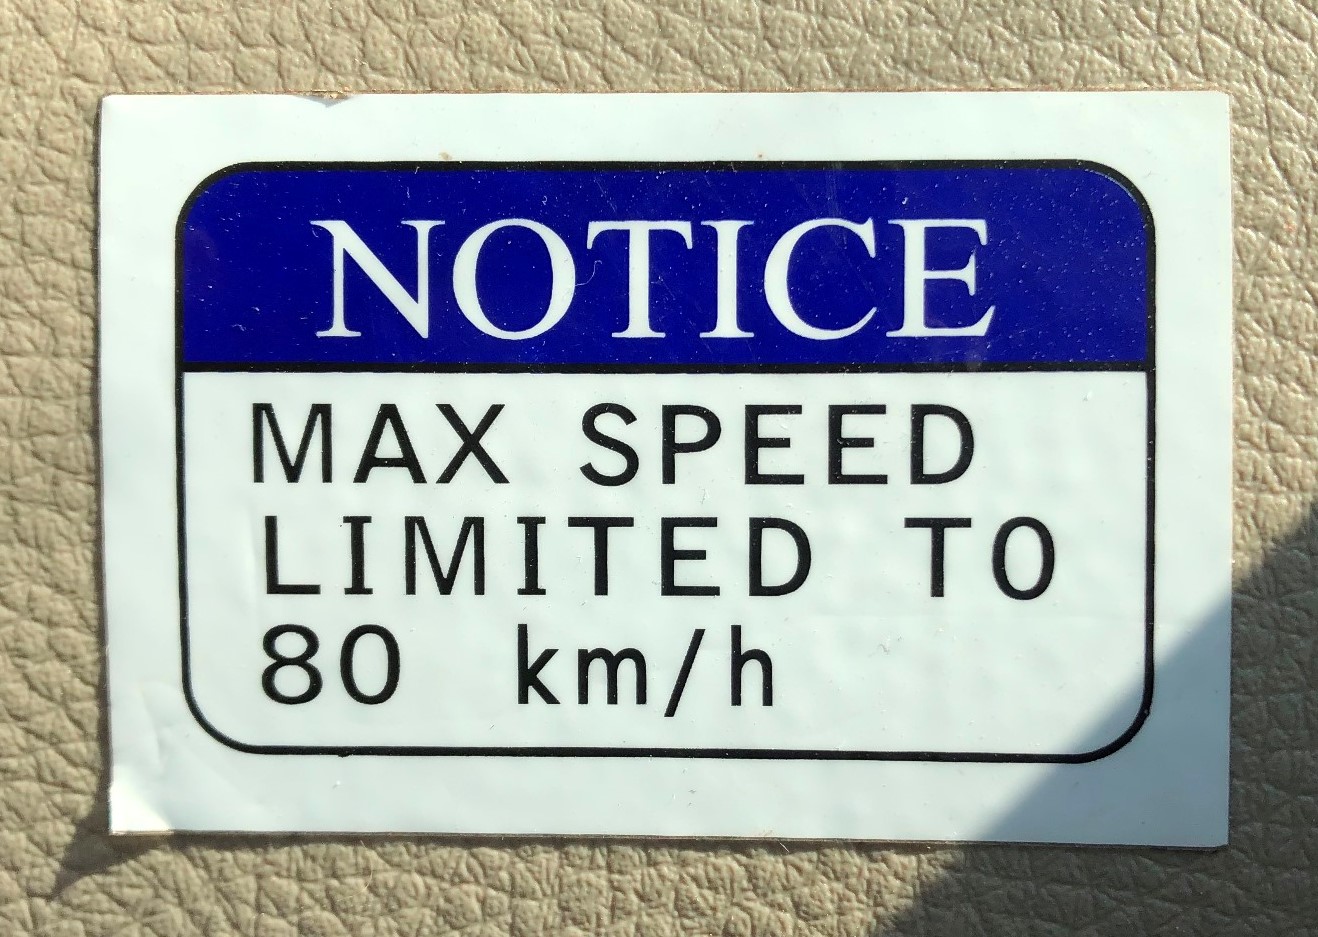 NOTICE
MAX SPEED
LIMITED TO
80 km/h